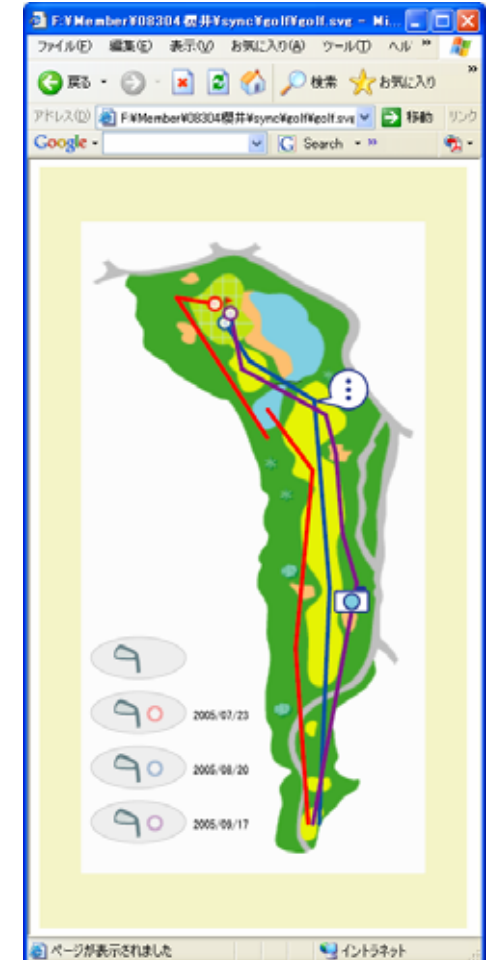 F:¥Member¥08304櫻井¥sync¥golf¥golf.svg - Mi...
ファイル(F) 編集(E) 表示(V) お気に入り(A) ツール(T) ヘル »
戻る 検索 お気に入り »
アドレス(D) F:¥Member¥08304櫻井¥sync¥golf¥golf.svg 移動 リンク
Google Search »
2005/07/23
2005/08/20
2005/09/17
ページが表示されました イントラネット